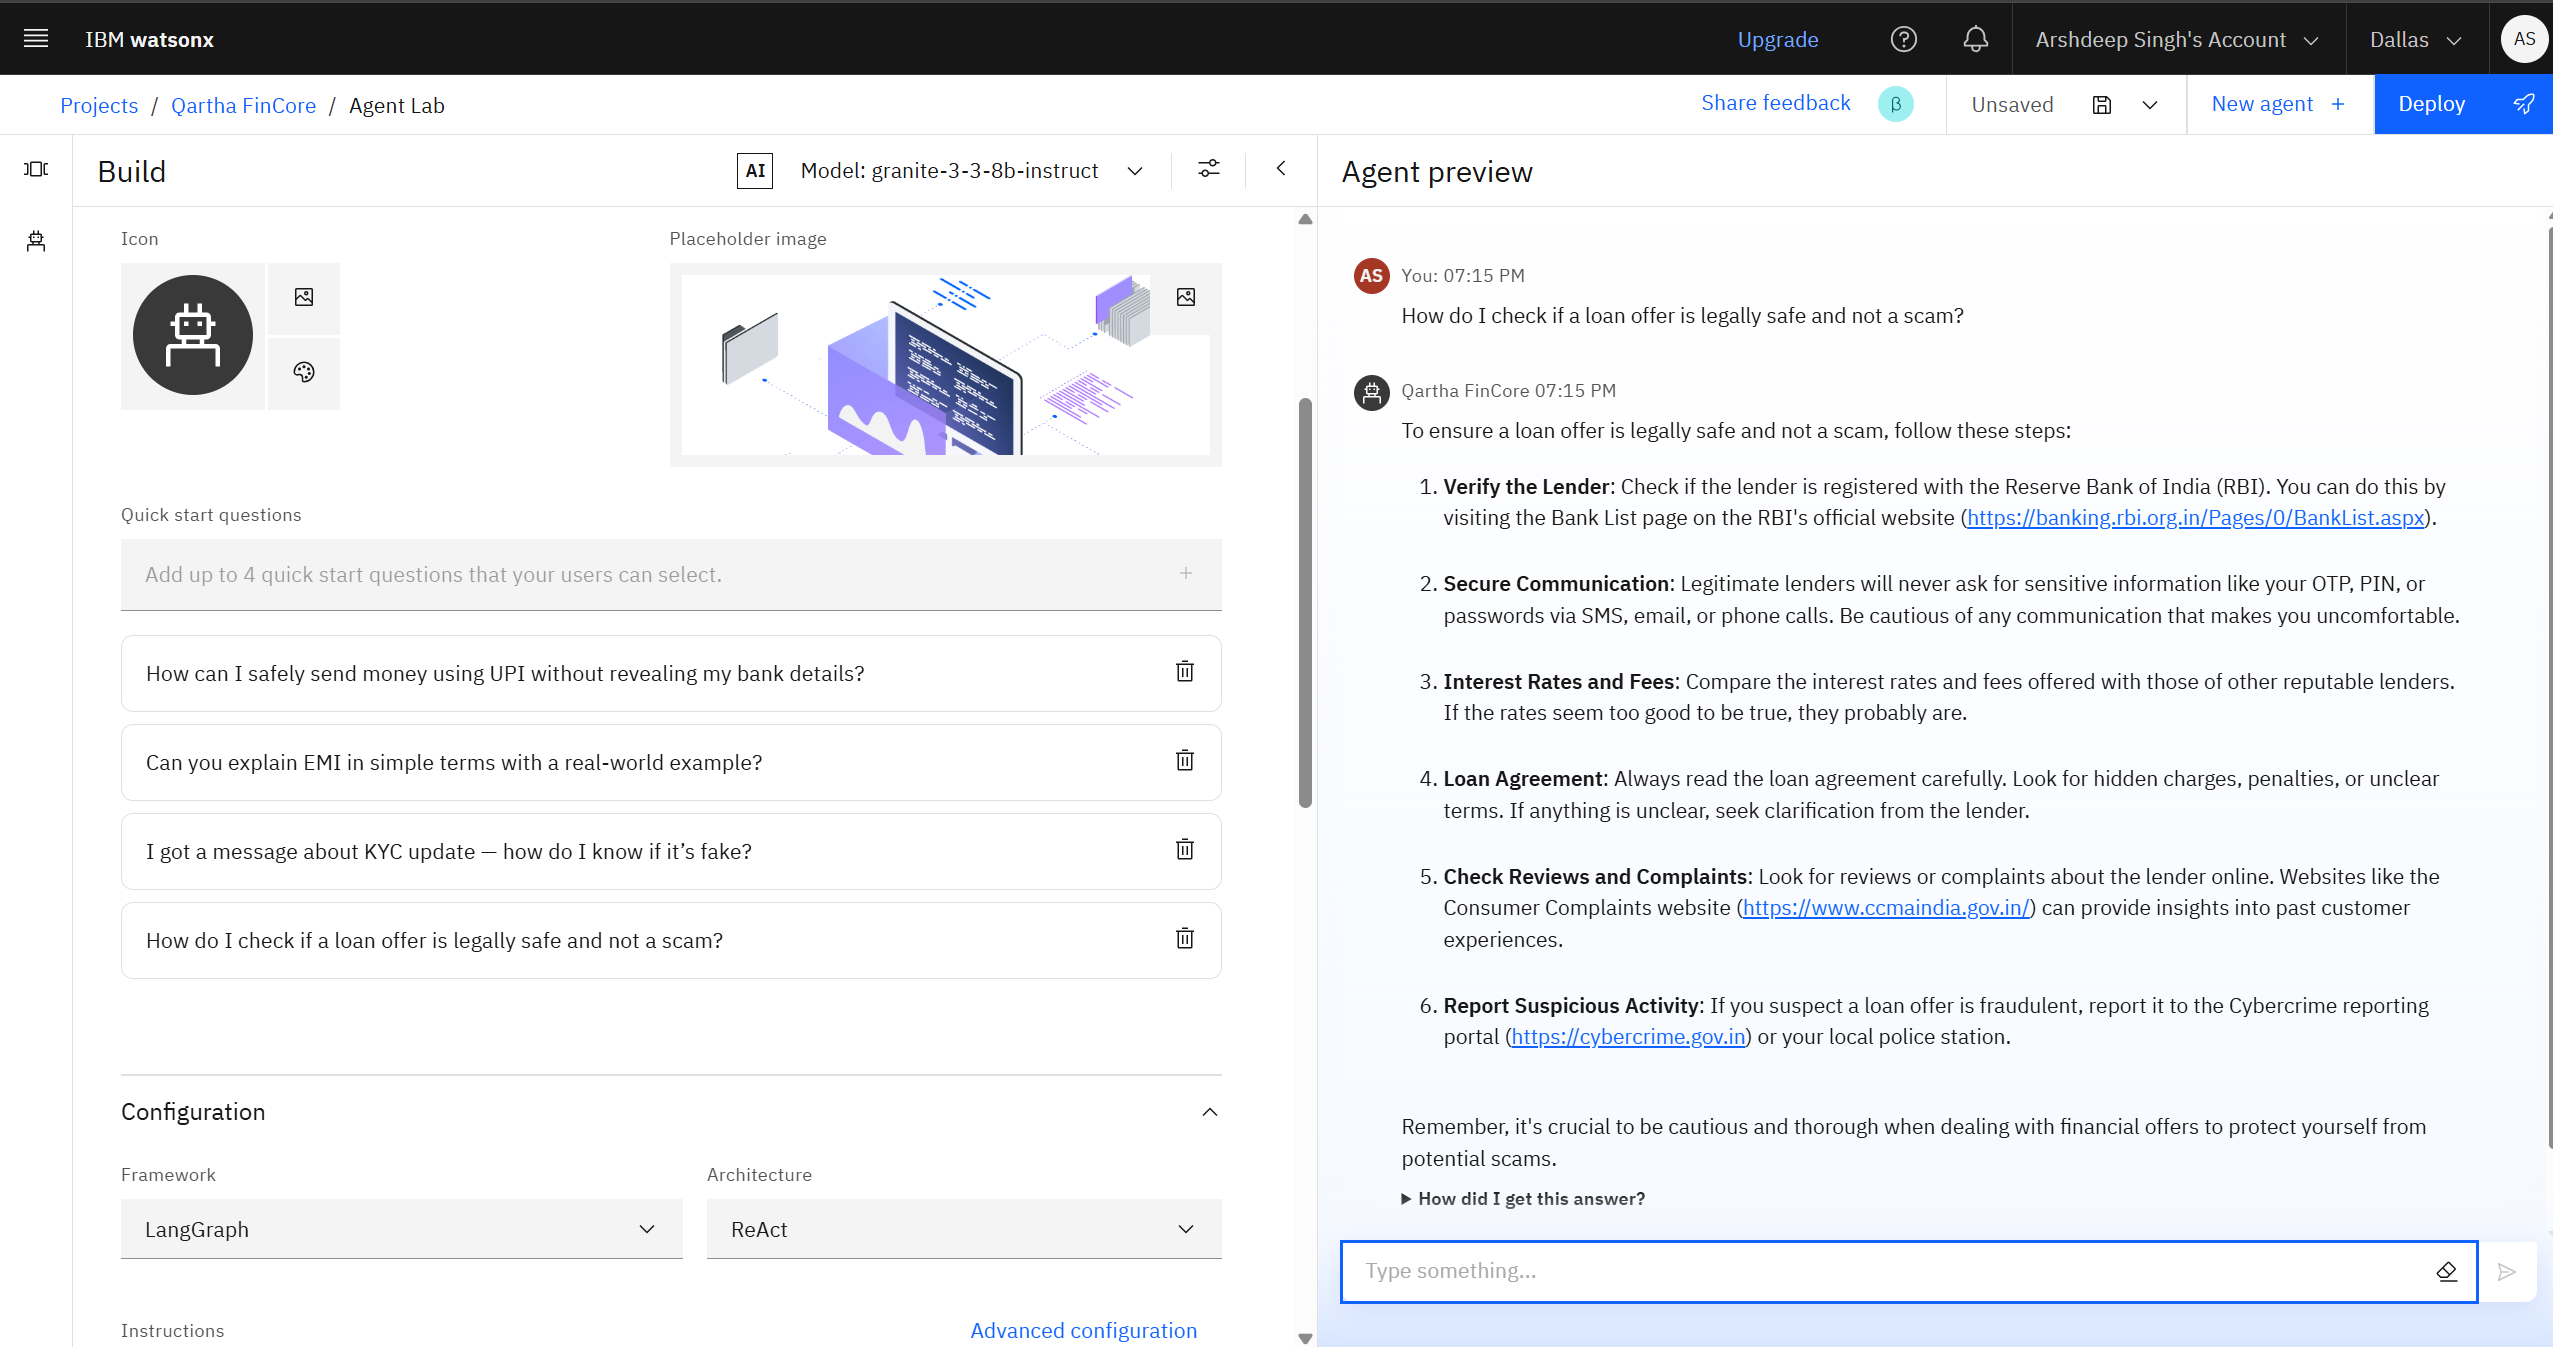 IBM watsonx
Upgrade
Arshdeep Singh's Account
Dallas
AS
Projects / Qartha FinCore / Agent Lab
Share feedback
β
Unsaved
New agent +
Deploy
Build
AI
Model: granite-3-3-8b-instruct
Icon
Placeholder image
Quick start questions
Add up to 4 quick start questions that your users can select.
How can I safely send money using UPI without revealing my bank details?
Can you explain EMI in simple terms with a real-world example?
I got a message about KYC update — how do I know if it’s fake?
How do I check if a loan offer is legally safe and not a scam?
Configuration
Framework
Architecture
LangGraph
ReAct
Instructions
Advanced configuration
Agent preview
AS
You: 07:15 PM
How do I check if a loan offer is legally safe and not a scam?
Qartha FinCore 07:15 PM
To ensure a loan offer is legally safe and not a scam, follow these steps:
1. Verify the Lender: Check if the lender is registered with the Reserve Bank of India (RBI). You can do this by
visiting the Bank List page on the RBI's official website (https://banking.rbi.org.in/Pages/0/BankList.aspx).
2. Secure Communication: Legitimate lenders will never ask for sensitive information like your OTP, PIN, or
passwords via SMS, email, or phone calls. Be cautious of any communication that makes you uncomfortable.
3. Interest Rates and Fees: Compare the interest rates and fees offered with those of other reputable lenders.
If the rates seem too good to be true, they probably are.
4. Loan Agreement: Always read the loan agreement carefully. Look for hidden charges, penalties, or unclear
terms. If anything is unclear, seek clarification from the lender.
5. Check Reviews and Complaints: Look for reviews or complaints about the lender online. Websites like the
Consumer Complaints website (https://www.ccmaindia.gov.in/) can provide insights into past customer
experiences.
6. Report Suspicious Activity: If you suspect a loan offer is fraudulent, report it to the Cybercrime reporting
portal (https://cybercrime.gov.in) or your local police station.
Remember, it's crucial to be cautious and thorough when dealing with financial offers to protect yourself from
potential scams.
How did I get this answer?
Type something...